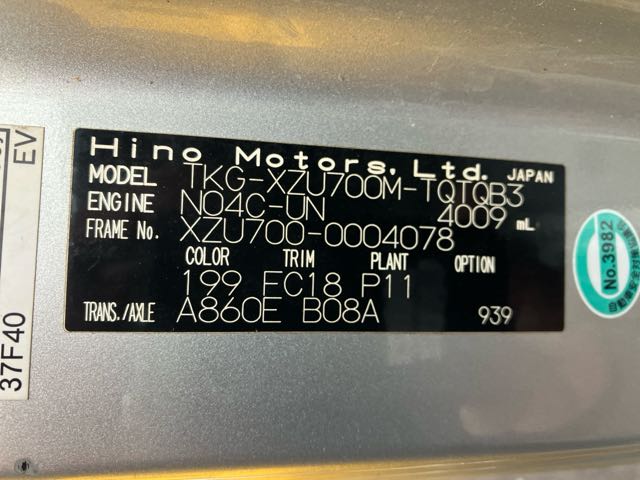 Hino Motors, Ltd. JAPAN
MODEL TKG-XZU700M-TQTQB3
ENGINE N04C-UN 4009 mL
FRAME No. XZU700-0004078
COLOR TRIM PLANT OPTION
199 FC18 P11
TRANS./AXLE A860E B08A 939
EV
37F40
No.3982